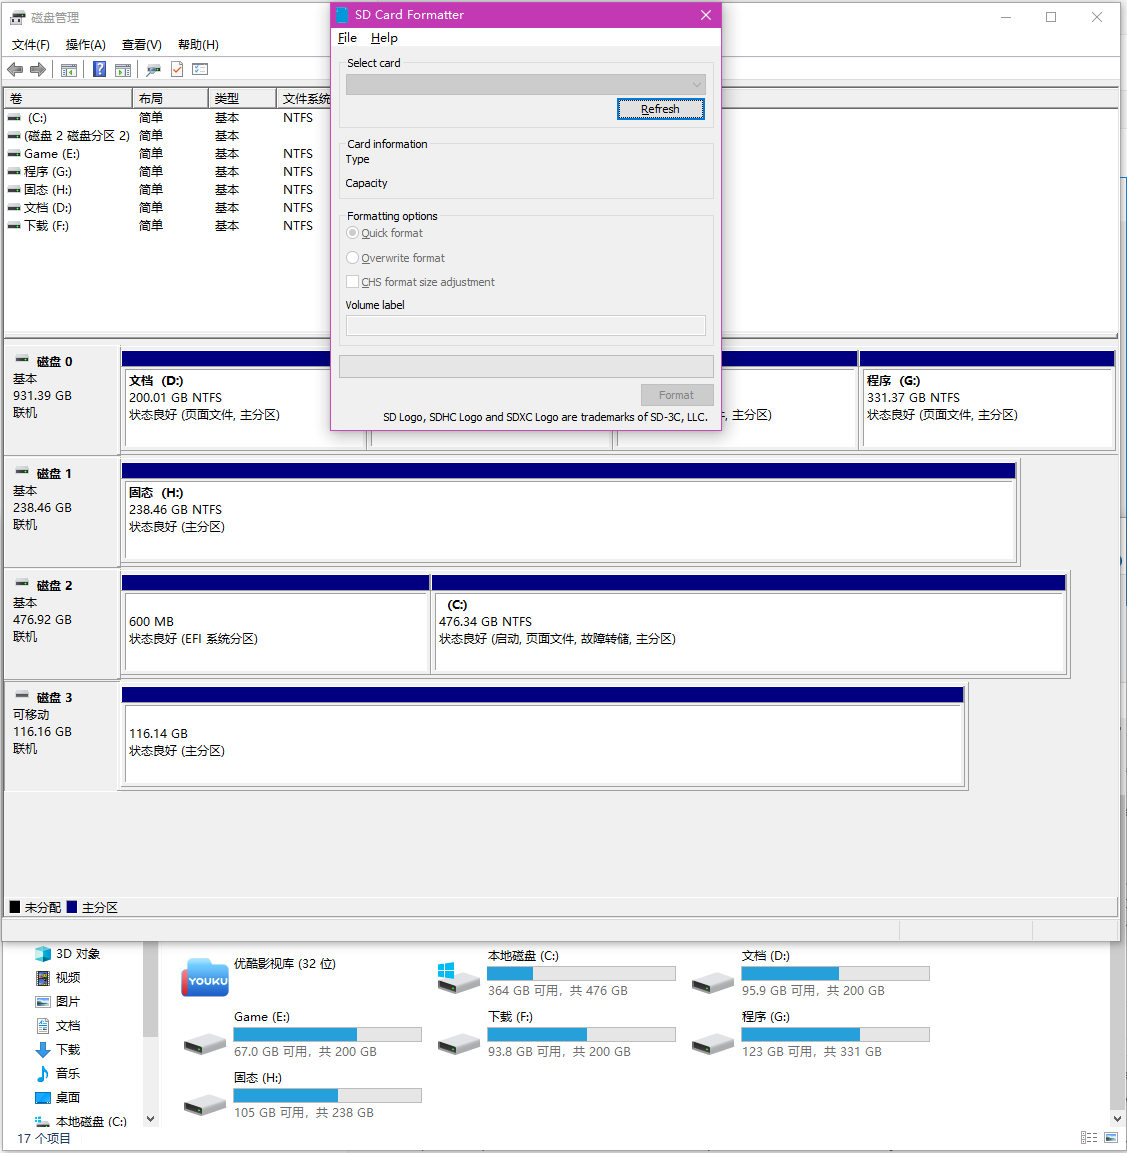 磁盘管理
文件(F) 操作(A) 查看(V) 帮助(H)
卷 布局 类型 文件系统
(C:) 简单 基本 NTFS
(磁盘 2 磁盘分区 2) 简单 基本
Game (E:) 简单 基本 NTFS
程序 (G:) 简单 基本 NTFS
固态 (H:) 简单 基本 NTFS
文档 (D:) 简单 基本 NTFS
下载 (F:) 简单 基本 NTFS
SD Card Formatter
File Help
Select card
Refresh
Card information
Type
Capacity
Formatting options
Quick format
Overwrite format
CHS format size adjustment
Volume label
Format
SD Logo, SDHC Logo and SDXC Logo are trademarks of SD-3C, LLC.
磁盘 0
基本
931.39 GB
联机
文档 (D:)
200.01 GB NTFS
状态良好 (页面文件, 主分区)
, 主分区)
程序 (G:)
331.37 GB NTFS
状态良好 (页面文件, 主分区)
磁盘 1
基本
238.46 GB
联机
固态 (H:)
238.46 GB NTFS
状态良好 (主分区)
磁盘 2
基本
476.92 GB
联机
600 MB
状态良好 (EFI 系统分区)
(C:)
476.34 GB NTFS
状态良好 (启动, 页面文件, 故障转储, 主分区)
磁盘 3
可移动
116.16 GB
联机
116.14 GB
状态良好 (主分区)
未分配 主分区
3D 对象
视频
图片
文档
下载
音乐
桌面
本地磁盘 (C:)
YOUKU
优酷影视库 (32 位)
本地磁盘 (C:)
364 GB 可用，共 476 GB
文档 (D:)
95.9 GB 可用，共 200 GB
Game (E:)
67.0 GB 可用，共 200 GB
下载 (F:)
93.8 GB 可用，共 200 GB
程序 (G:)
123 GB 可用，共 331 GB
固态 (H:)
105 GB 可用，共 238 GB
17 个项目